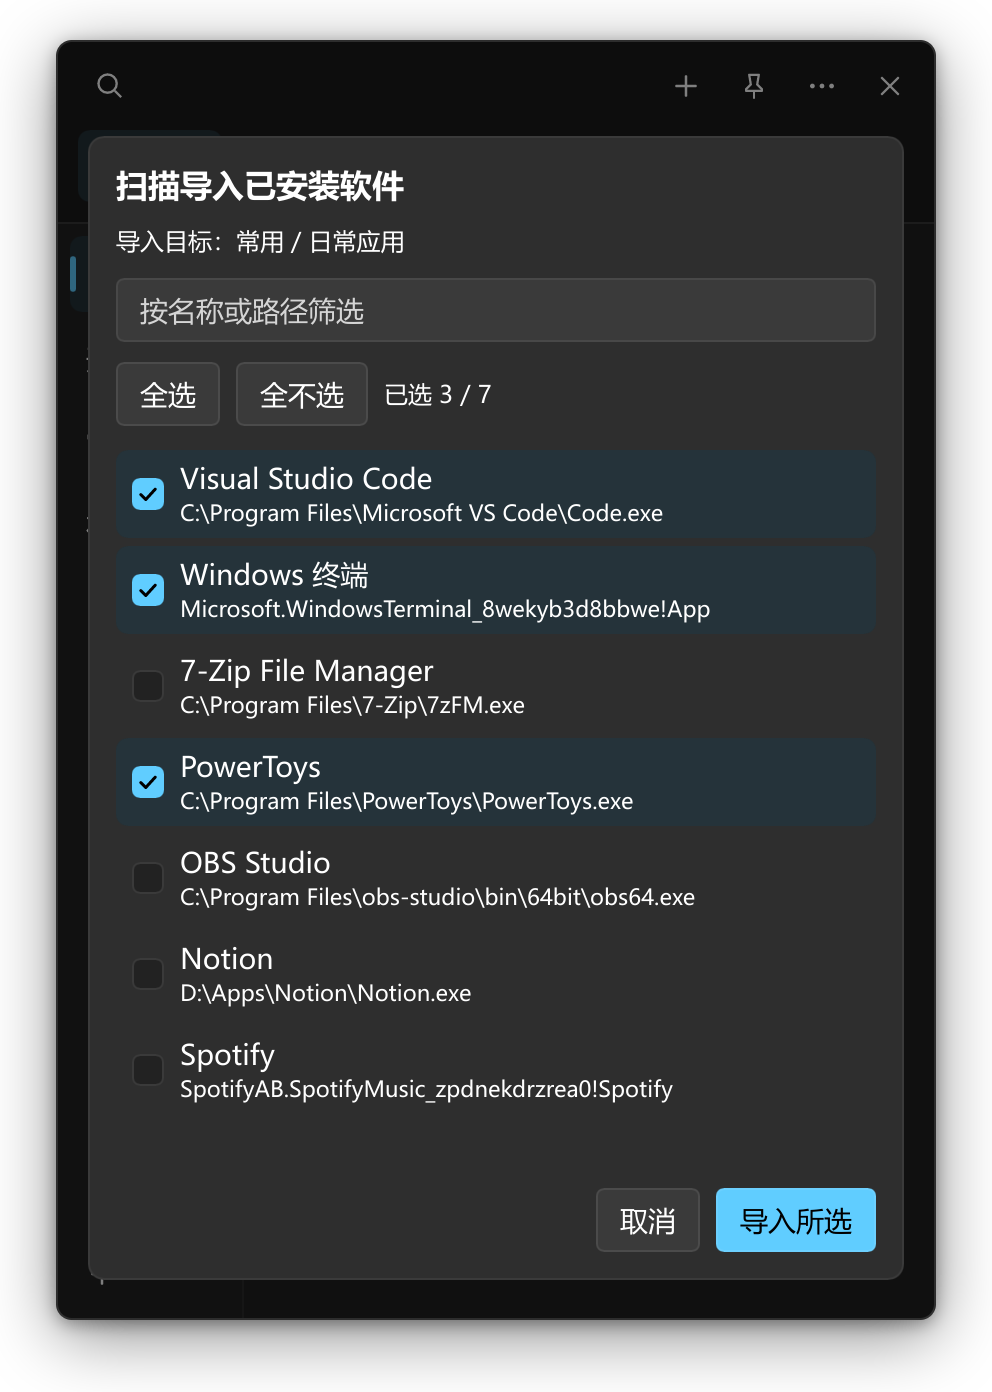 扫描导入已安装软件
导入目标：常用 / 日常应用
按名称或路径筛选
全选 全不选 已选 3 / 7
Visual Studio Code
C:\Program Files\Microsoft VS Code\Code.exe
Windows 终端
Microsoft.WindowsTerminal_8wekyb3d8bbwe!App
7-Zip File Manager
C:\Program Files\7-Zip\7zFM.exe
PowerToys
C:\Program Files\PowerToys\PowerToys.exe
OBS Studio
C:\Program Files\obs-studio\bin\64bit\obs64.exe
Notion
D:\Apps\Notion\Notion.exe
Spotify
SpotifyAB.SpotifyMusic_zpdnekdrzrea0!Spotify
取消 导入所选